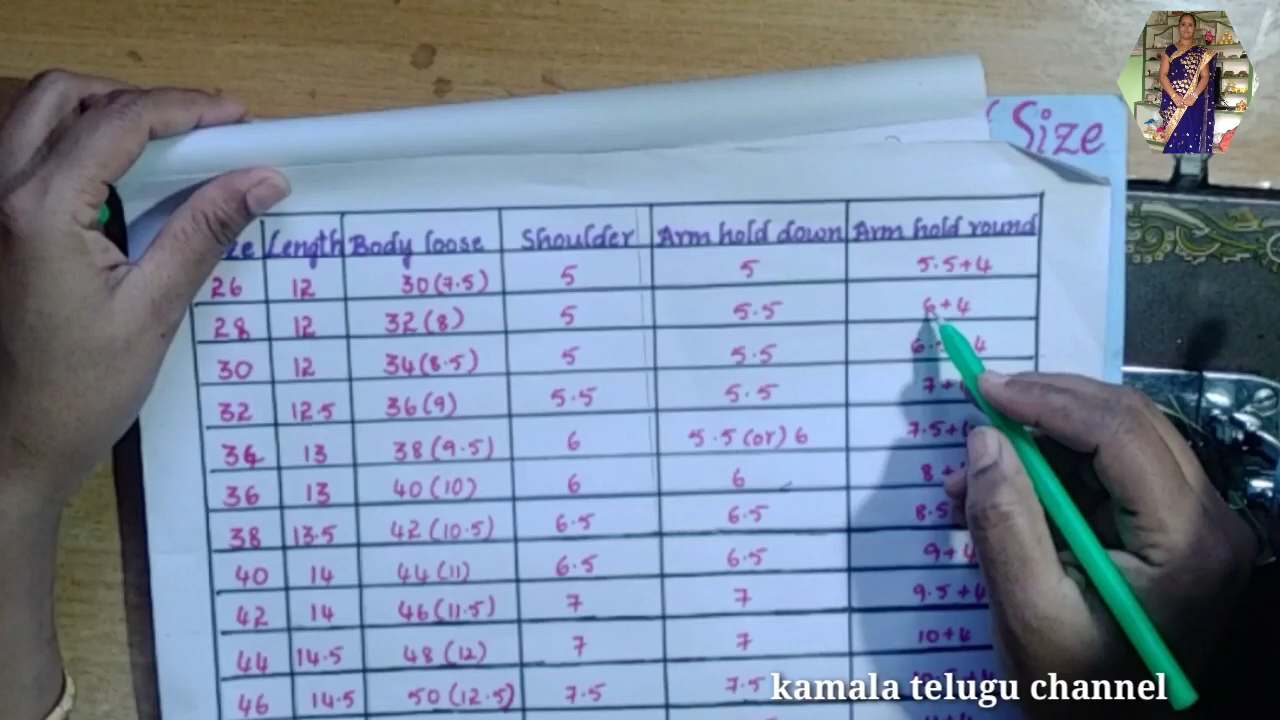 Size
Length Body loose Shoulder Arm hold down Arm hold round
26 12 30(7.5) 5 5 5.5+4
28 12 32(8) 5 5.5 6+4
30 12 34(8.5) 5 5.5
32 12.5 36(9) 5.5 5.5
34 13 38(9.5) 6 5.5(or)6
36 13 40(10) 6 6
38 13.5 42(10.5) 6.5 6.5
40 14 44(11) 6.5 6.5 9+4
42 14 46(11.5) 7 7 9.5+4
44 14.5 48(12) 7 7 10+4
46 14.5 50(12.5) 7.5 7.5
kamala telugu channel